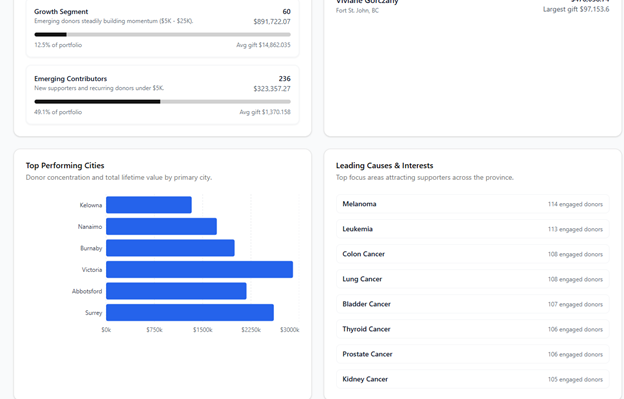 Growth Segment 60
Emerging donors steadily building momentum ($5K - $25K). $891,722.07
12.5% of portfolio Avg gift $14,862.035
Emerging Contributors 236
New supporters and recurring donors under $5K. $323,357.27
49.1% of portfolio Avg gift $1,370.158
Fort St. John, BC Largest gift $97,153.6
Top Performing Cities
Donor concentration and total lifetime value by primary city.
Kelowna
Nanaimo
Burnaby
Victoria
Abbotsford
Surrey
$0k $750k $1500k $2250k $3000k
Leading Causes & Interests
Top focus areas attracting supporters across the province.
Melanoma 114 engaged donors
Leukemia 113 engaged donors
Colon Cancer 108 engaged donors
Lung Cancer 108 engaged donors
Bladder Cancer 107 engaged donors
Thyroid Cancer 106 engaged donors
Prostate Cancer 106 engaged donors
Kidney Cancer 105 engaged donors